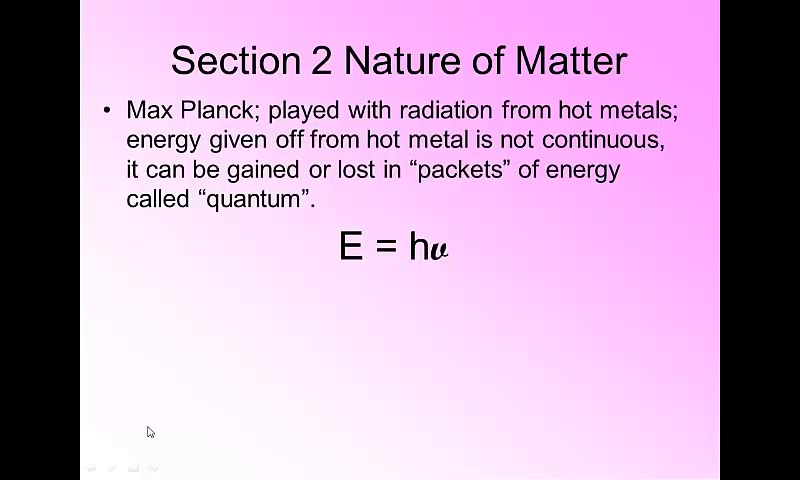 Section 2 Nature of Matter
• Max Planck; played with radiation from hot metals;
energy given off from hot metal is not continuous,
it can be gained or lost in “packets” of energy
called “quantum”.
E = hν